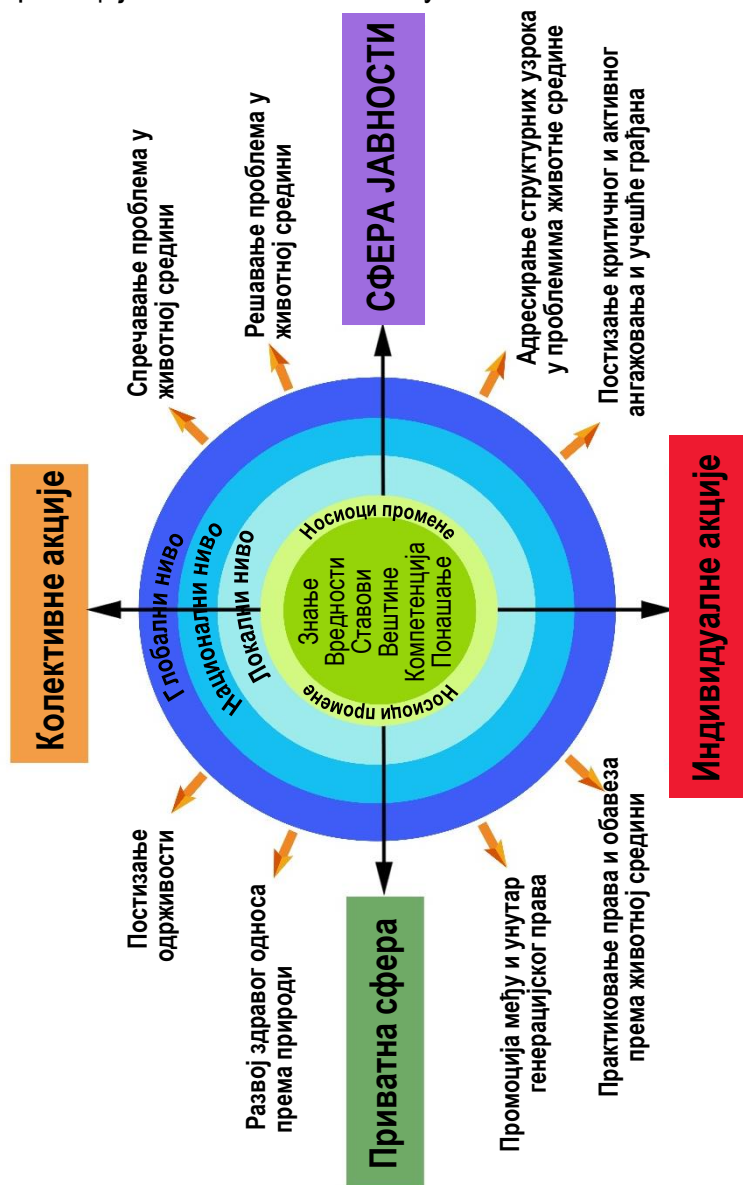 Колективне акције
Спречавање проблема у
животној средини
Решавање проблема у
животној средини
СФЕРА ЈАВНОСТИ
Адресирање структурних узрока
у проблемима животне средине
Постизање критичног и активног
ангажовања и учешће грађана
Индивидуалне акције
Практиковање права и обавеза
према животној средини
Промоција међу и унутар
генерацијског права
Приватна сфера
Развој здравог односа
према природи
Постизање
одрживости
Глобални ниво
Национални ниво
Локални ниво
Носиоци промене
Знање
Вредности
Ставови
Вештине
Компетенција
Понашање
Носиоци промене